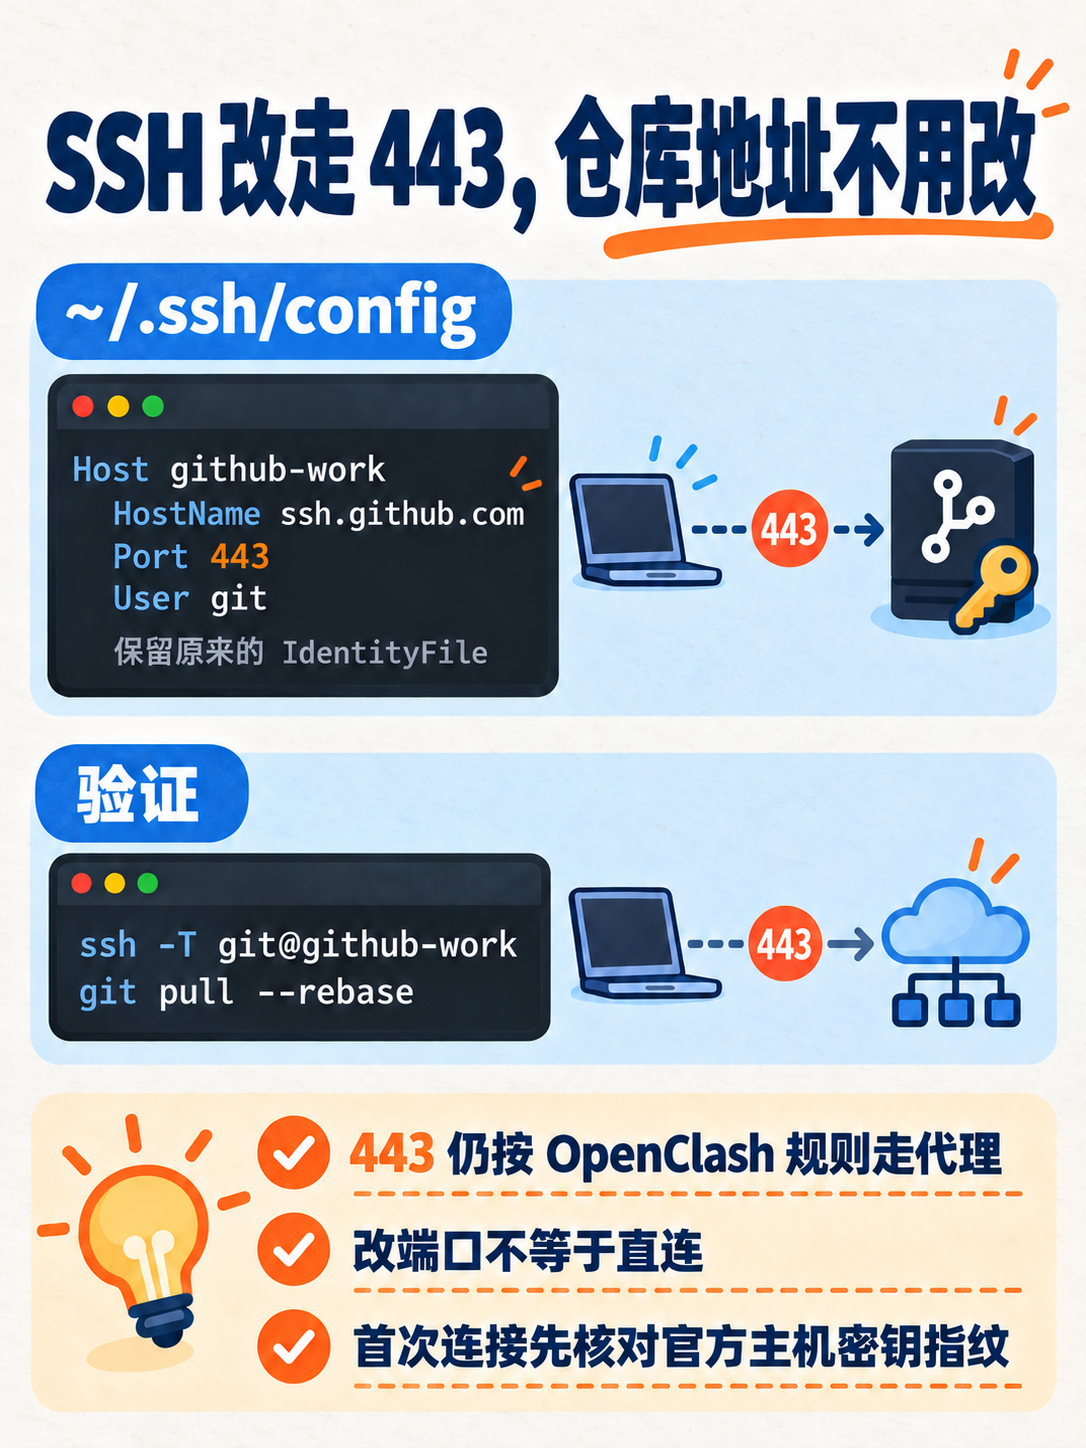 SSH 改走 443，仓库地址不用改
~/.ssh/config
Host github-work
HostName ssh.github.com
Port 443
User git
保留原来的 IdentityFile
443
验证
ssh -T git@github-work
git pull --rebase
443
443 仍按 OpenClash 规则走代理
改端口不等于直连
首次连接先核对官方主机密钥指纹